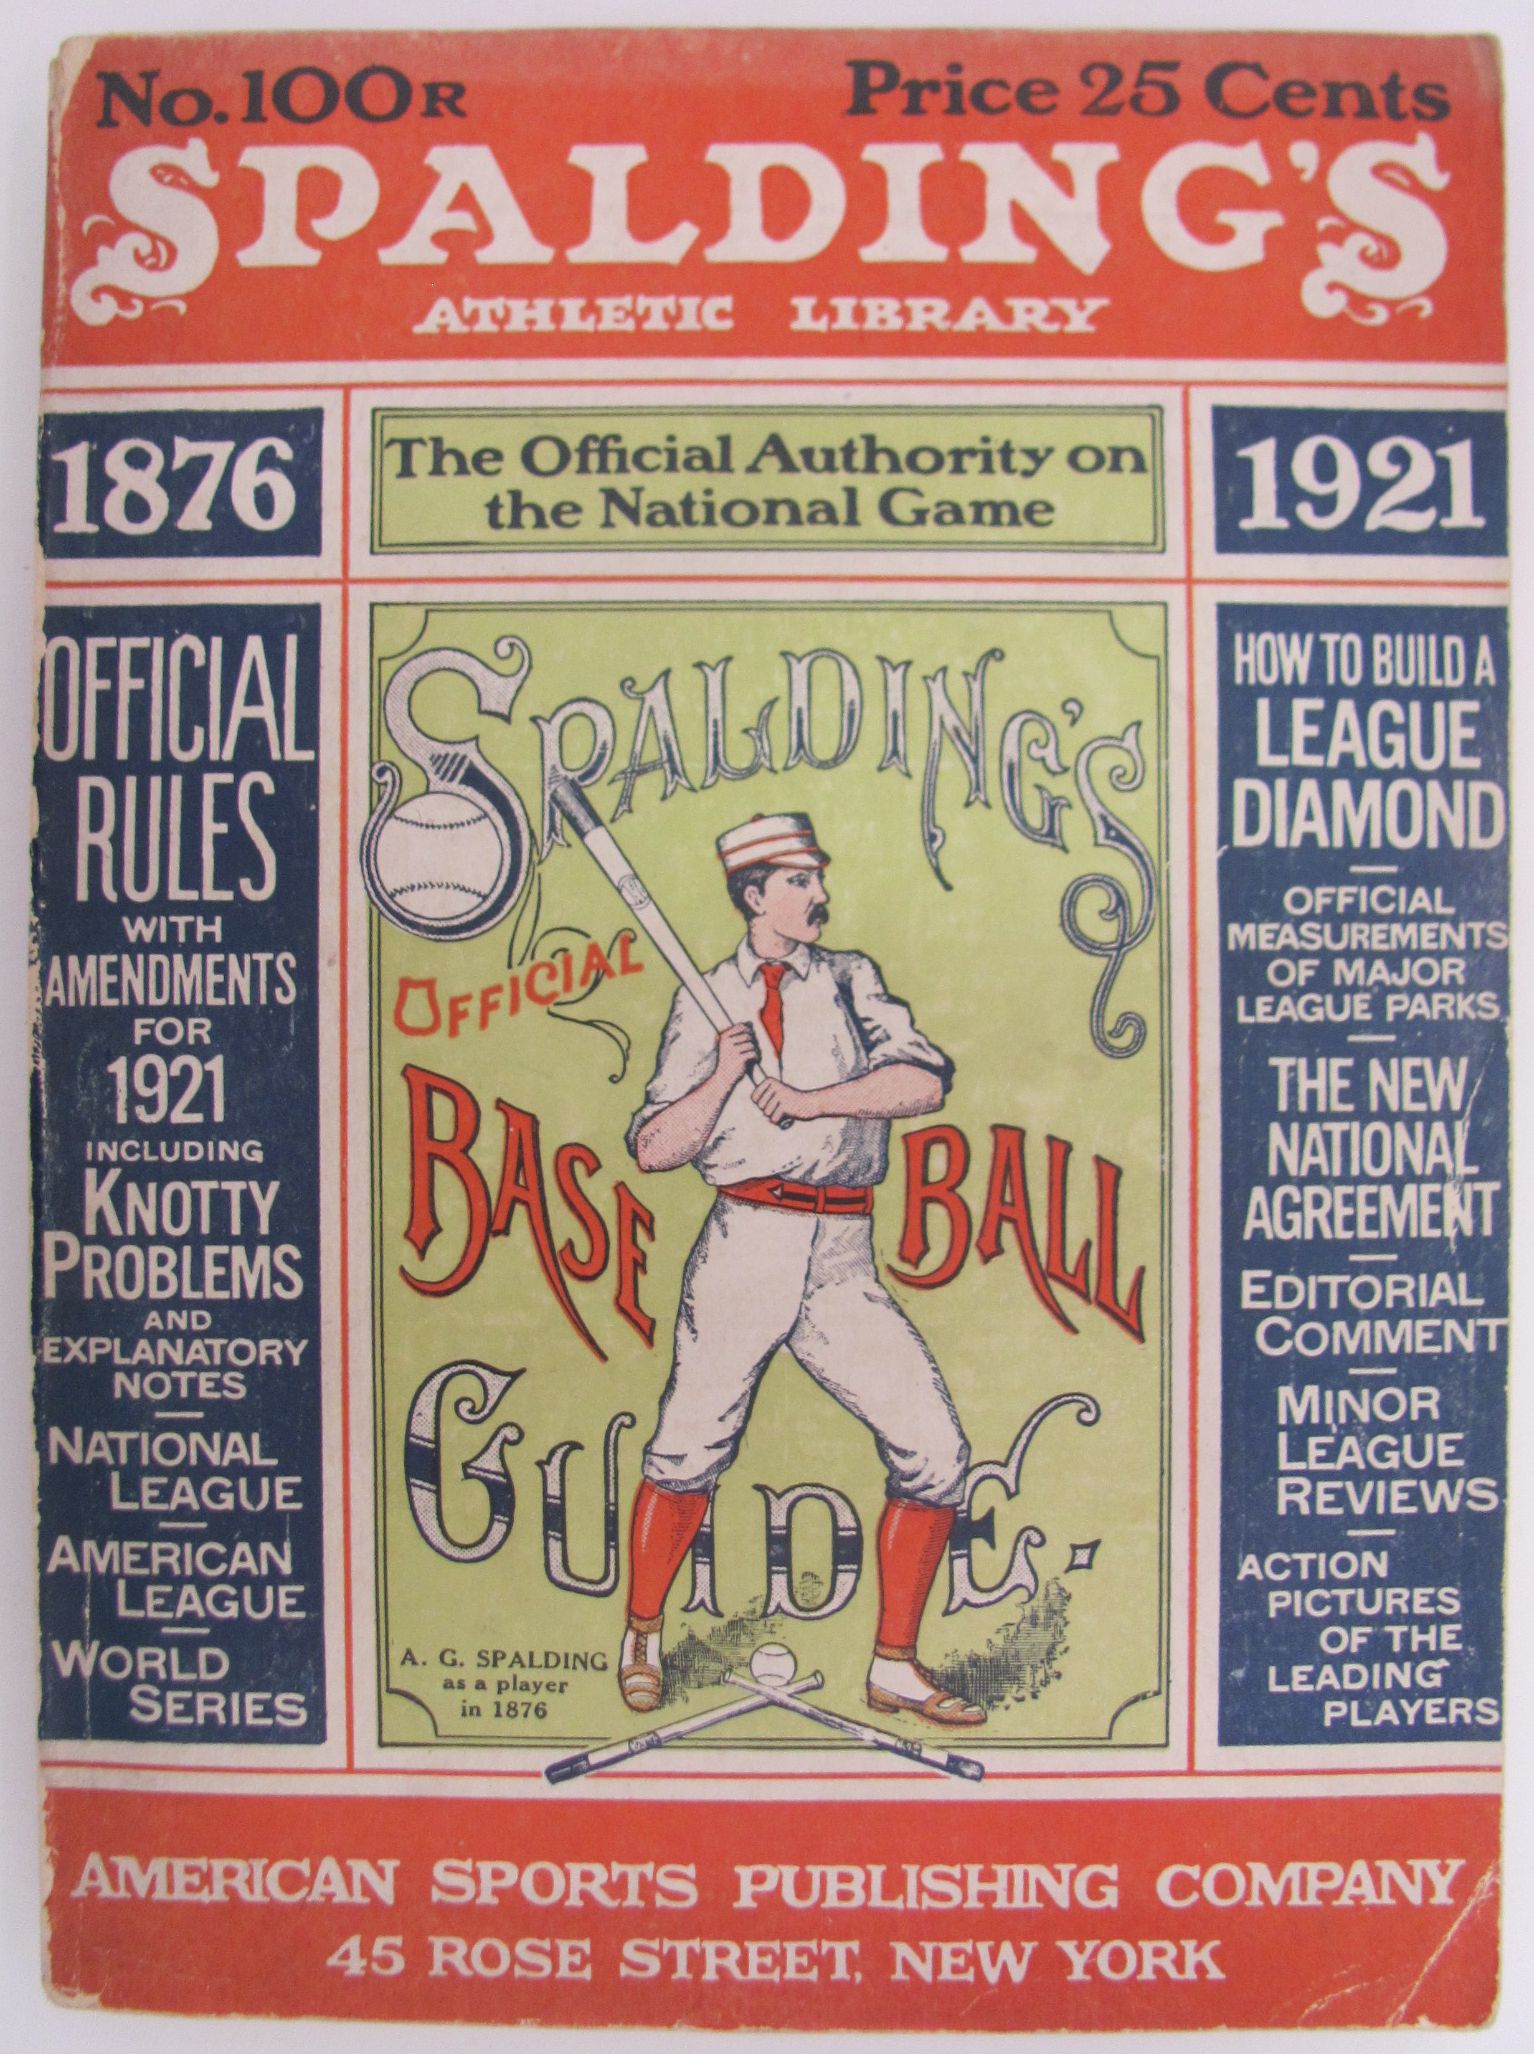 No. 100R Price 25 Cents
SPALDING'S
ATHLETIC LIBRARY
1876
The Official Authority on
the National Game
1921
OFFICIAL
RULES
WITH
AMENDMENTS
FOR
1921
INCLUDING
KNOTTY
PROBLEMS
AND
EXPLANATORY
NOTES
NATIONAL
LEAGUE
AMERICAN
LEAGUE
WORLD
SERIES
SPALDING'S
OFFICIAL
BASE BALL
GUIDE.
A. G. SPALDING
as a player
in 1876
HOW TO BUILD A
LEAGUE
DIAMOND
OFFICIAL
MEASUREMENTS
OF MAJOR
LEAGUE PARKS
THE NEW
NATIONAL
AGREEMENT
EDITORIAL
COMMENT
MINOR
LEAGUE
REVIEWS
ACTION
PICTURES
OF THE
LEADING
PLAYERS
AMERICAN SPORTS PUBLISHING COMPANY
45 ROSE STREET, NEW YORK